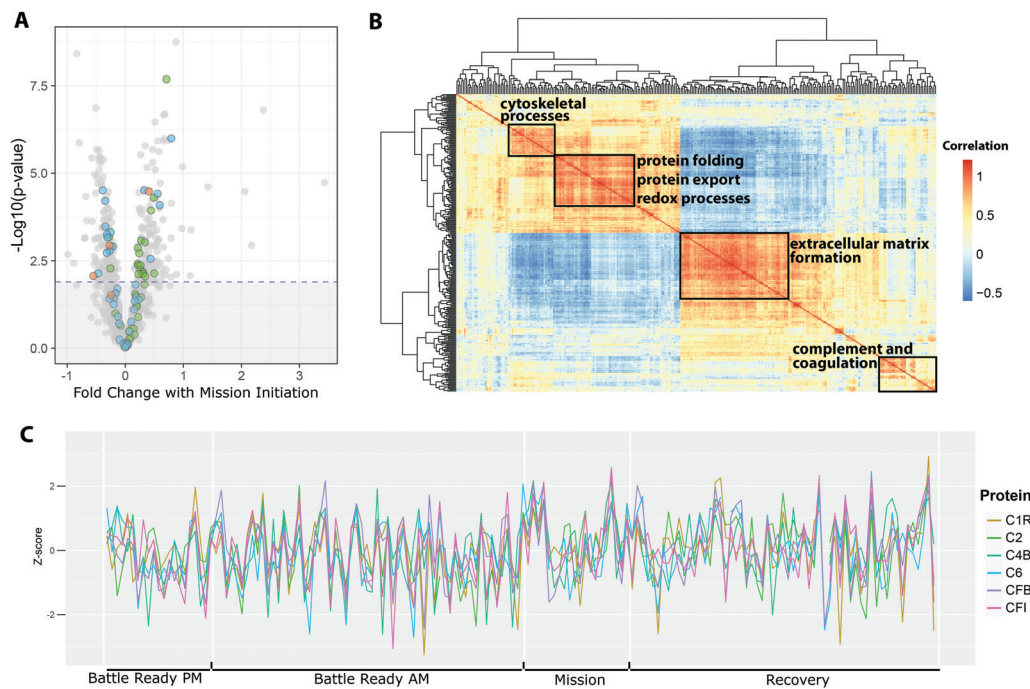 A
7.5
5.0
2.5
0.0
-Log10(p-value)
-1
0
1
2
3
Fold Change with Mission Initiation
B
cytoskeletal
processes
protein folding
protein export
redox processes
extracellular matrix
formation
complement and
coagulation
Correlation
1
0.5
0
−0.5
C
Z-score
2
0
-2
Battle Ready PM
Battle Ready AM
Mission
Recovery
Protein
C1R
C2
C4B
C6
CFB
CFI